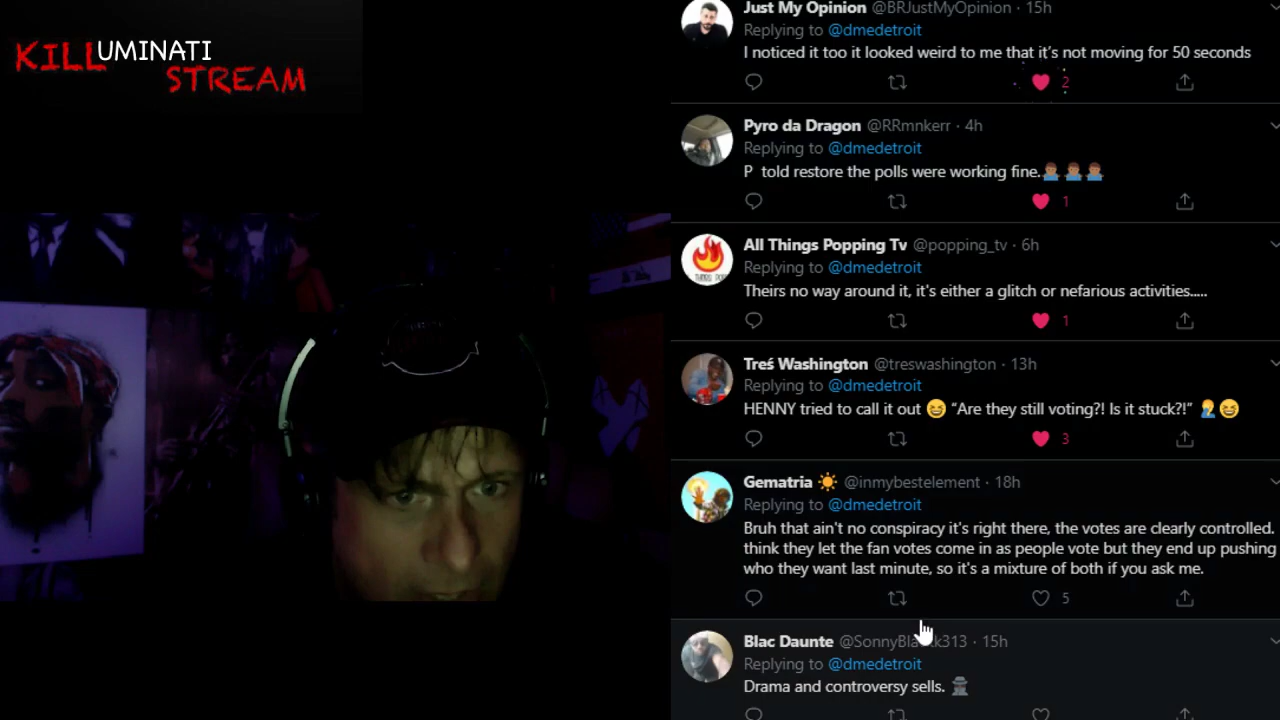 KILLUMINATI
STREAM
Just My Opinion @BRJustMyOpinion · 15h
Replying to @dmedetroit
I noticed it too it looked weird to me that it's not moving for 50 seconds
2
Pyro da Dragon @RRmnkerr · 4h
Replying to @dmedetroit
P told restore the polls were working fine.🤷🏽‍♂️🤷🏽‍♂️🤷🏽‍♂️
1
All Things Popping Tv @popping_tv · 6h
Replying to @dmedetroit
Theirs no way around it, it's either a glitch or nefarious activities.....
1
Treś Washington @treswashington · 13h
Replying to @dmedetroit
HENNY tried to call it out 😆 “Are they still voting?! Is it stuck?!” 🤦‍♂️😆
3
Gematria ☀️ @inmybestelement · 18h
Replying to @dmedetroit
Bruh that ain't no conspiracy it's right there, the votes are clearly controlled.
think they let the fan votes come in as people vote but they end up pushing
who they want last minute, so it's a mixture of both if you ask me.
5
Blac Daunte · 15h
Replying to @dmedetroit
Drama and controversy sells. 🕵️